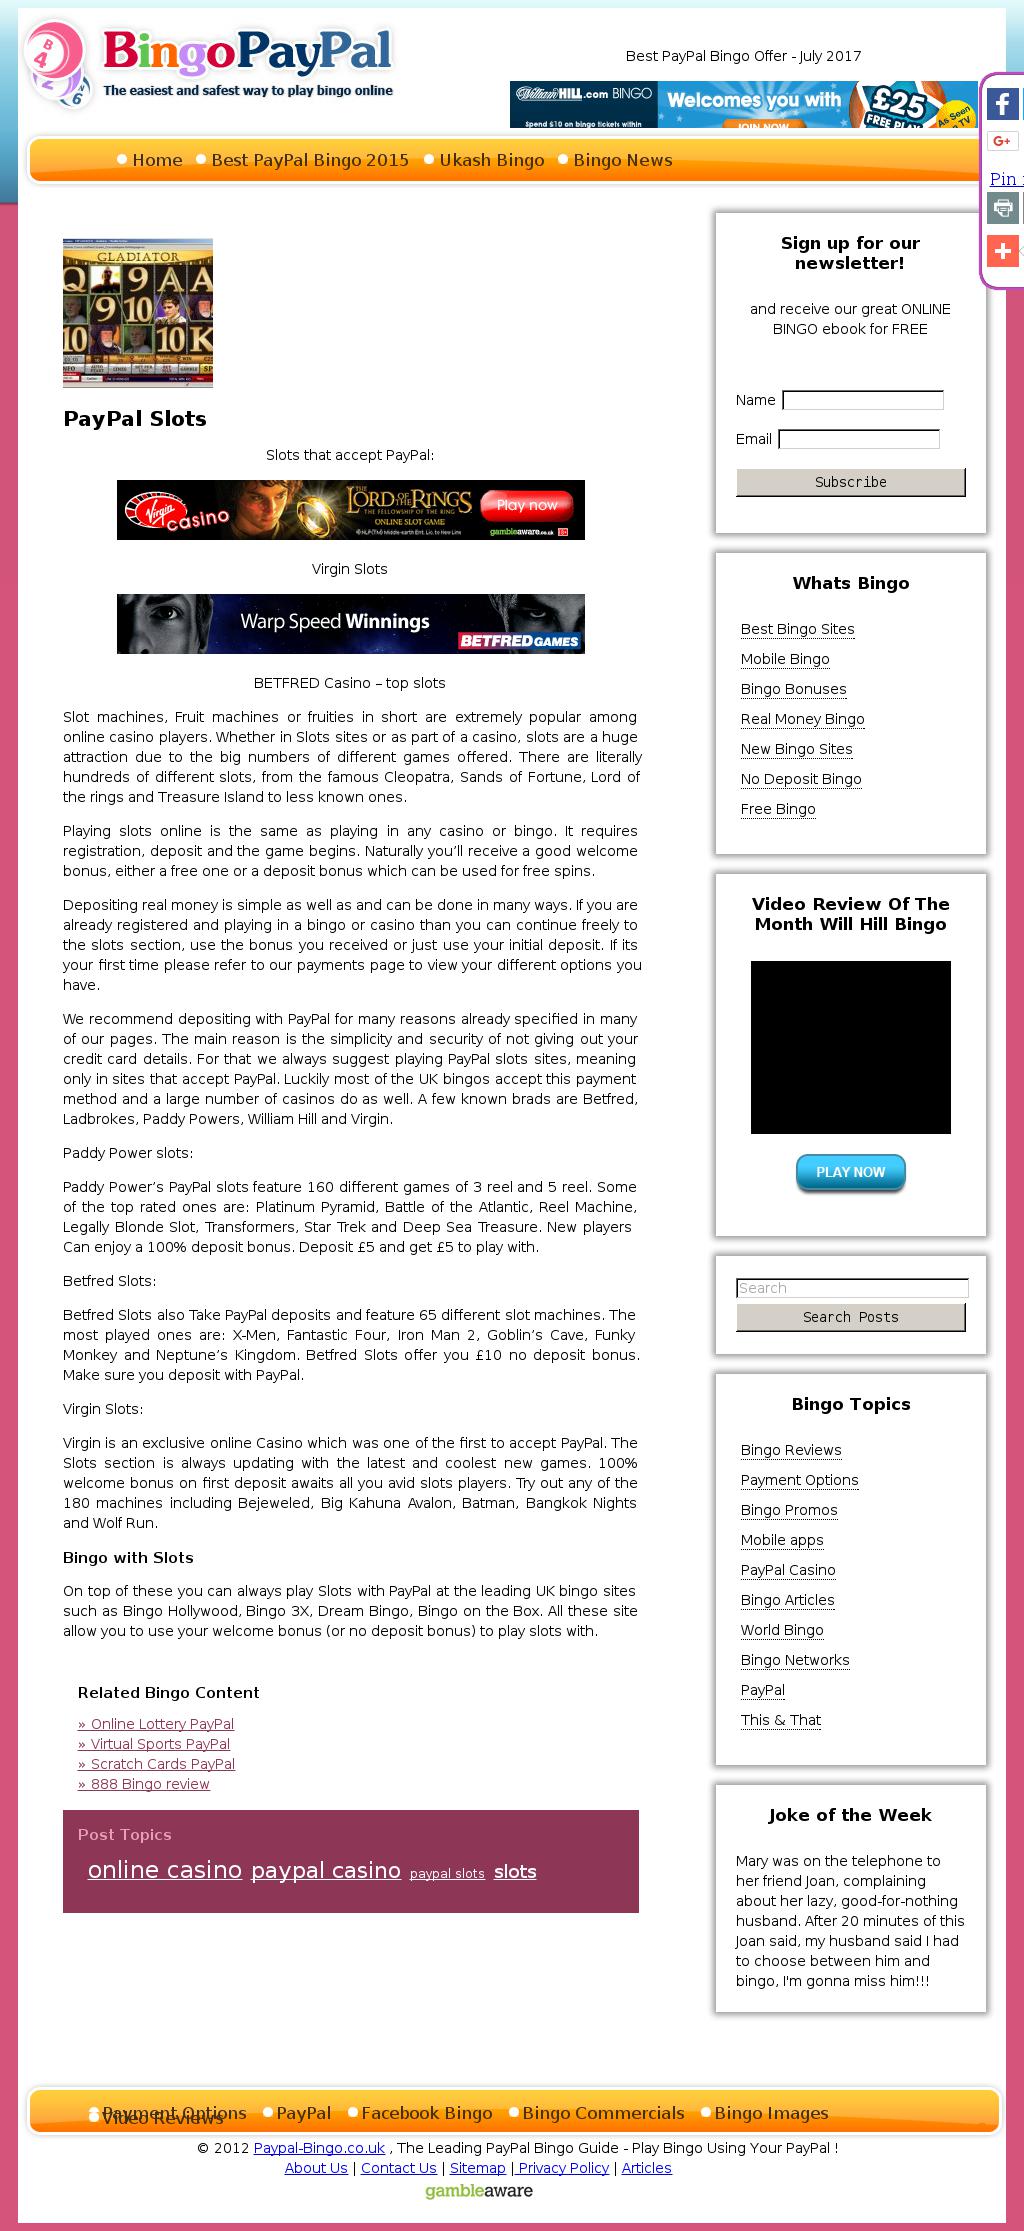 BingoPayPal
The easiest and safest way to play bingo online
Best PayPal Bingo Offer - July 2017
William HILL.com BINGO
Spend $10 on bingo tickets within
Welcomes you with
JOIN NOW
£25
FREE PLAY
As Seen
on TV
Home Best PayPal Bingo 2015 Ukash Bingo Bingo News
G+
Pin
GLADIATOR
PayPal Slots
Slots that accept PayPal:
Virgin casino
THE LORD OF THE RINGS
THE FELLOWSHIP OF THE RING
ONLINE SLOT GAME
Play now
gambleaware.co.uk 18
Virgin Slots
Warp Speed Winnings
BETFREDGAMES
BETFRED Casino – top slots
Slot machines, Fruit machines or fruities in short are extremely popular among
online casino players. Whether in Slots sites or as part of a casino, slots are a huge
attraction due to the big numbers of different games offered. There are literally
hundreds of different slots, from the famous Cleopatra, Sands of Fortune, Lord of
the rings and Treasure Island to less known ones.
Playing slots online is the same as playing in any casino or bingo. It requires
registration, deposit and the game begins. Naturally you’ll receive a good welcome
bonus, either a free one or a deposit bonus which can be used for free spins.
Depositing real money is simple as well as and can be done in many ways. If you are
already registered and playing in a bingo or casino than you can continue freely to
the slots section, use the bonus you received or just use your initial deposit. If its
your first time please refer to our payments page to view your different options you
have.
We recommend depositing with PayPal for many reasons already specified in many
of our pages. The main reason is the simplicity and security of not giving out your
credit card details. For that we always suggest playing PayPal slots sites, meaning
only in sites that accept PayPal. Luckily most of the UK bingos accept this payment
method and a large number of casinos do as well. A few known brads are Betfred,
Ladbrokes, Paddy Powers, William Hill and Virgin.
Paddy Power slots:
Paddy Power’s PayPal slots feature 160 different games of 3 reel and 5 reel. Some
of the top rated ones are: Platinum Pyramid, Battle of the Atlantic, Reel Machine,
Legally Blonde Slot, Transformers, Star Trek and Deep Sea Treasure. New players
Can enjoy a 100% deposit bonus. Deposit £5 and get £5 to play with.
Betfred Slots:
Betfred Slots also Take PayPal deposits and feature 65 different slot machines. The
most played ones are: X-Men, Fantastic Four, Iron Man 2, Goblin’s Cave, Funky
Monkey and Neptune’s Kingdom. Betfred Slots offer you £10 no deposit bonus.
Make sure you deposit with PayPal.
Virgin Slots:
Virgin is an exclusive online Casino which was one of the first to accept PayPal. The
Slots section is always updating with the latest and coolest new games. 100%
welcome bonus on first deposit awaits all you avid slots players. Try out any of the
180 machines including Bejeweled, Big Kahuna Avalon, Batman, Bangkok Nights
and Wolf Run.
Bingo with Slots
On top of these you can always play Slots with PayPal at the leading UK bingo sites
such as Bingo Hollywood, Bingo 3X, Dream Bingo, Bingo on the Box. All these site
allow you to use your welcome bonus (or no deposit bonus) to play slots with.
Related Bingo Content
» Online Lottery PayPal
» Virtual Sports PayPal
» Scratch Cards PayPal
» 888 Bingo review
Post Topics
online casino paypal casino paypal slots slots
Sign up for our
newsletter!
and receive our great ONLINE
BINGO ebook for FREE
Name
Email
Subscribe
Whats Bingo
Best Bingo Sites
Mobile Bingo
Bingo Bonuses
Real Money Bingo
New Bingo Sites
No Deposit Bingo
Free Bingo
Video Review Of The
Month Will Hill Bingo
PLAY NOW
Search
Search Posts
Bingo Topics
Bingo Reviews
Payment Options
Bingo Promos
Mobile apps
PayPal Casino
Bingo Articles
World Bingo
Bingo Networks
PayPal
This & That
Joke of the Week
Mary was on the telephone to
her friend Joan, complaining
about her lazy, good-for-nothing
husband. After 20 minutes of this
Joan said, my husband said I had
to choose between him and
bingo, I'm gonna miss him!!!
Payment Options PayPal Facebook Bingo Bingo Commercials Bingo Images
Video Reviews
© 2012 Paypal-Bingo.co.uk , The Leading PayPal Bingo Guide - Play Bingo Using Your PayPal !
About Us | Contact Us | Sitemap | Privacy Policy | Articles
gambleaware